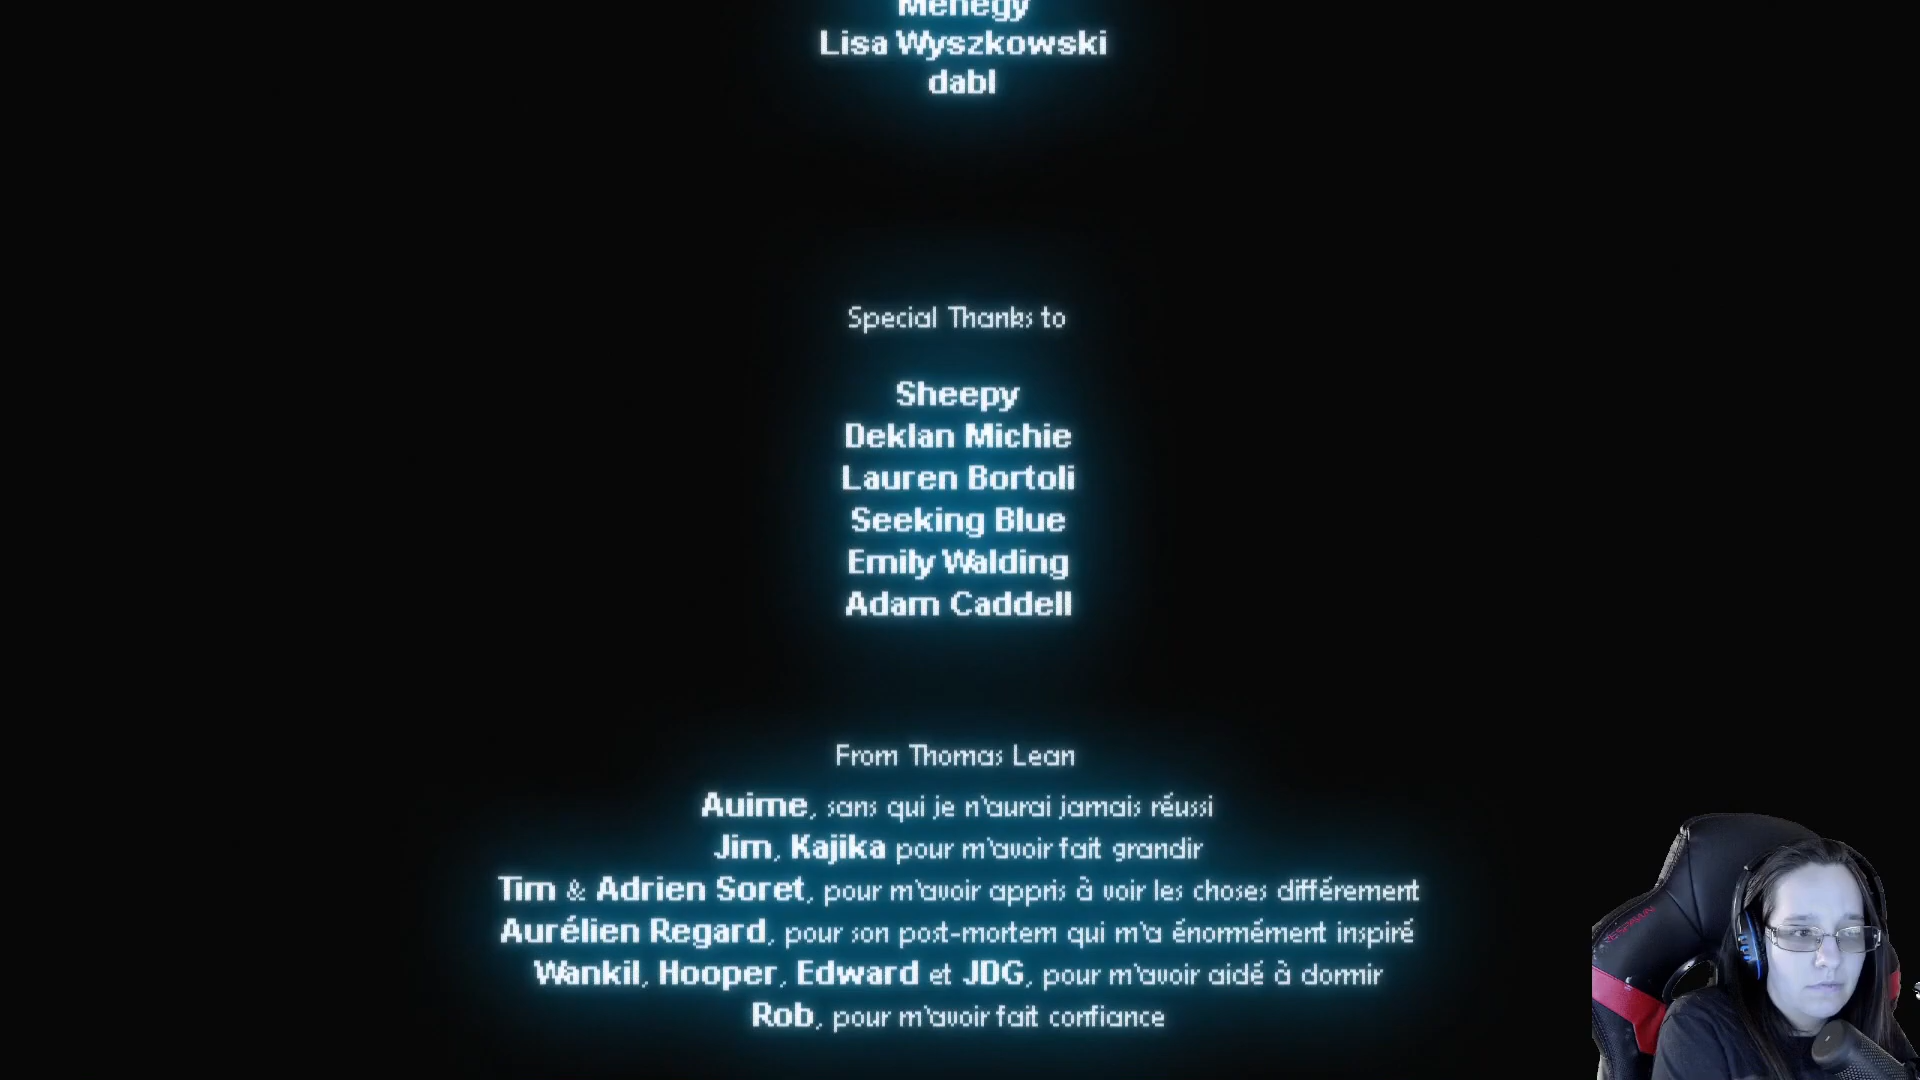 Menegy
Lisa Wyszkowski
dabl
Special Thanks to
Sheepy
Deklan Michie
Lauren Bortoli
Seeking Blue
Emily Walding
Adam Caddell
From Thomas Lean
Auime, sans qui je n'aurai jamais réussi
Jim, Kajika pour m'avoir fait grandir
Tim & Adrien Soret, pour m'avoir appris à voir les choses différement
Aurélien Regard, pour son post-mortem qui m'a énormément inspiré
Wankil, Hooper, Edward et JDG, pour m'avoir aidé à dormir
Rob, pour m'avoir fait confiance